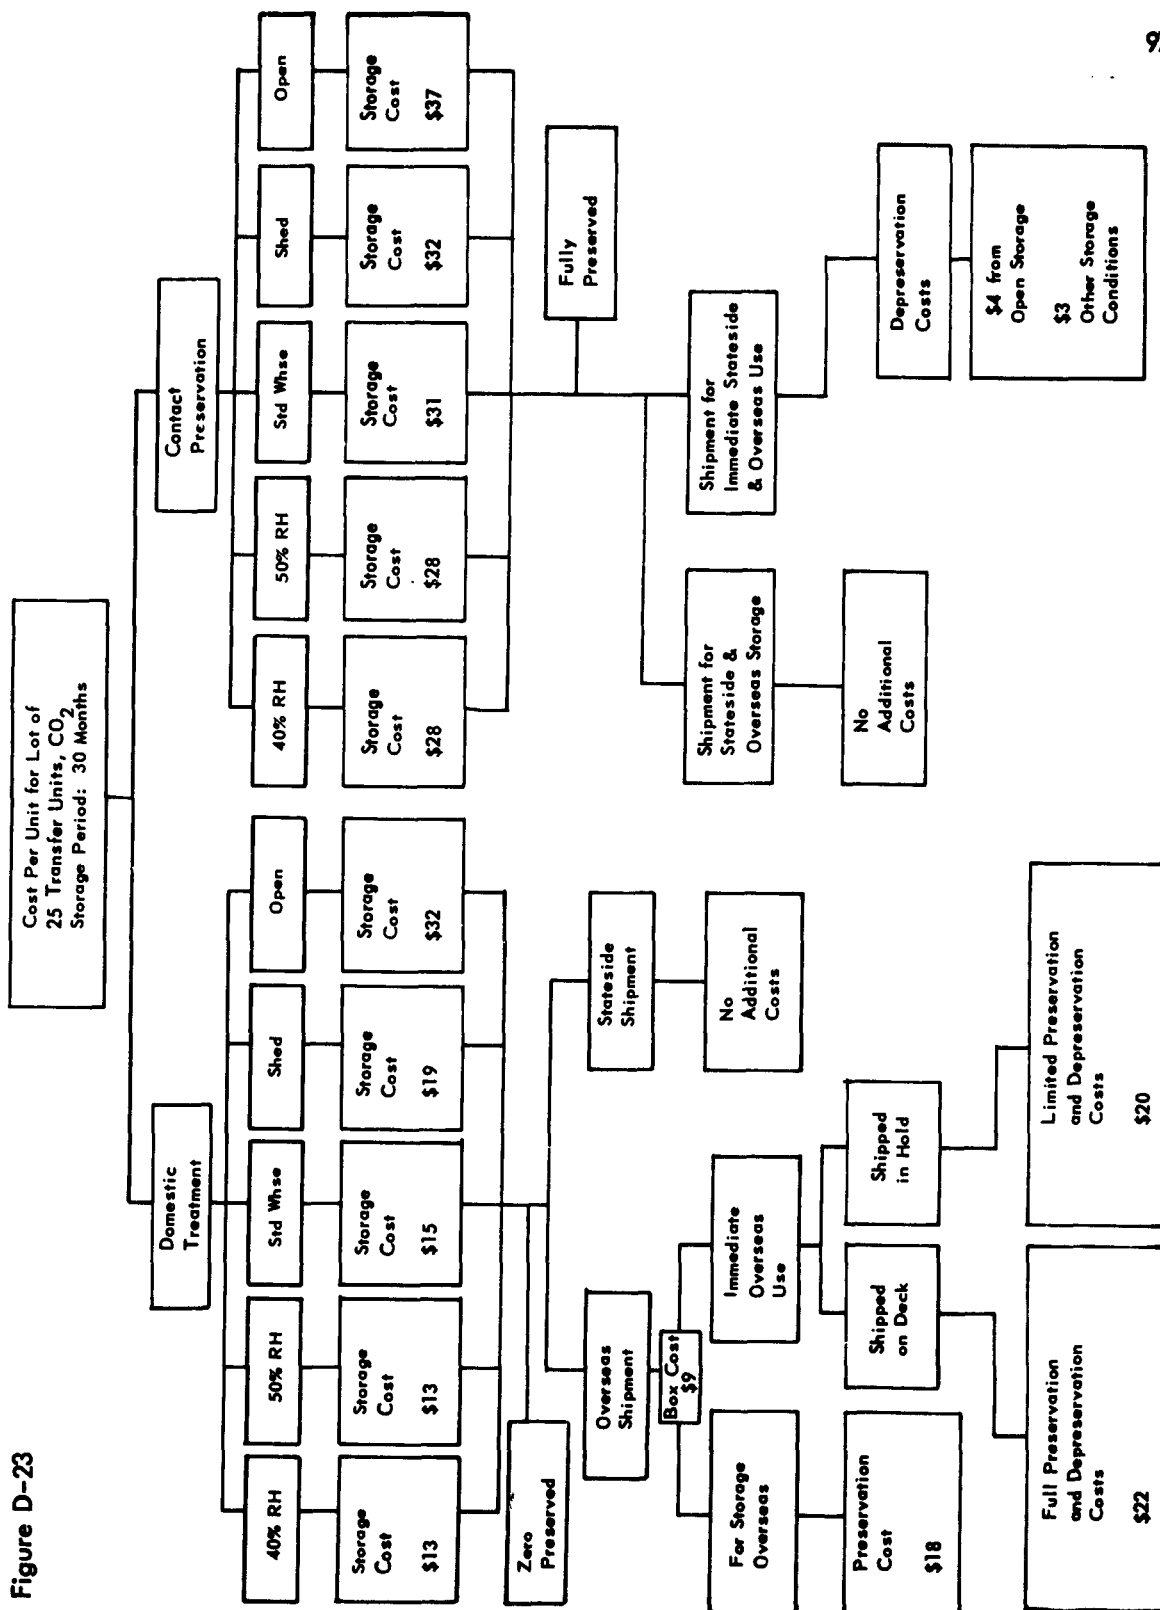 Figure D-23
Cost Per Unit for Lot of
25 Transfer Units, CO2
Storage Period: 30 Months
Domestic
Treatment
Contact
Preservation
40% RH
50% RH
Std Whse
Shed
Open
40% RH
50% RH
Std Whse
Shed
Open
Storage
Cost
$13
Storage
Cost
$13
Storage
Cost
$15
Storage
Cost
$19
Storage
Cost
$32
Storage
Cost
$28
Storage
Cost
$28
Storage
Cost
$31
Storage
Cost
$32
Storage
Cost
$37
Zero
Preserved
Fully
Preserved
Overseas
Shipment
Stateside
Shipment
Box Cost
$9
No
Additional
Costs
For Storage
Overseas
Immediate
Overseas
Use
Preservation
Cost
$18
Shipped
on Deck
Shipped
in Hold
Full Preservation
and Depreservation
Costs
$22
Limited Preservation
and Depreservation
Costs
$20
Shipment for
Stateside &
Overseas Storage
No
Additional
Costs
Shipment for
Immediate Stateside
& Overseas Use
Depreservation
Costs
$4 from
Open Storage
$3
Other Storage
Conditions